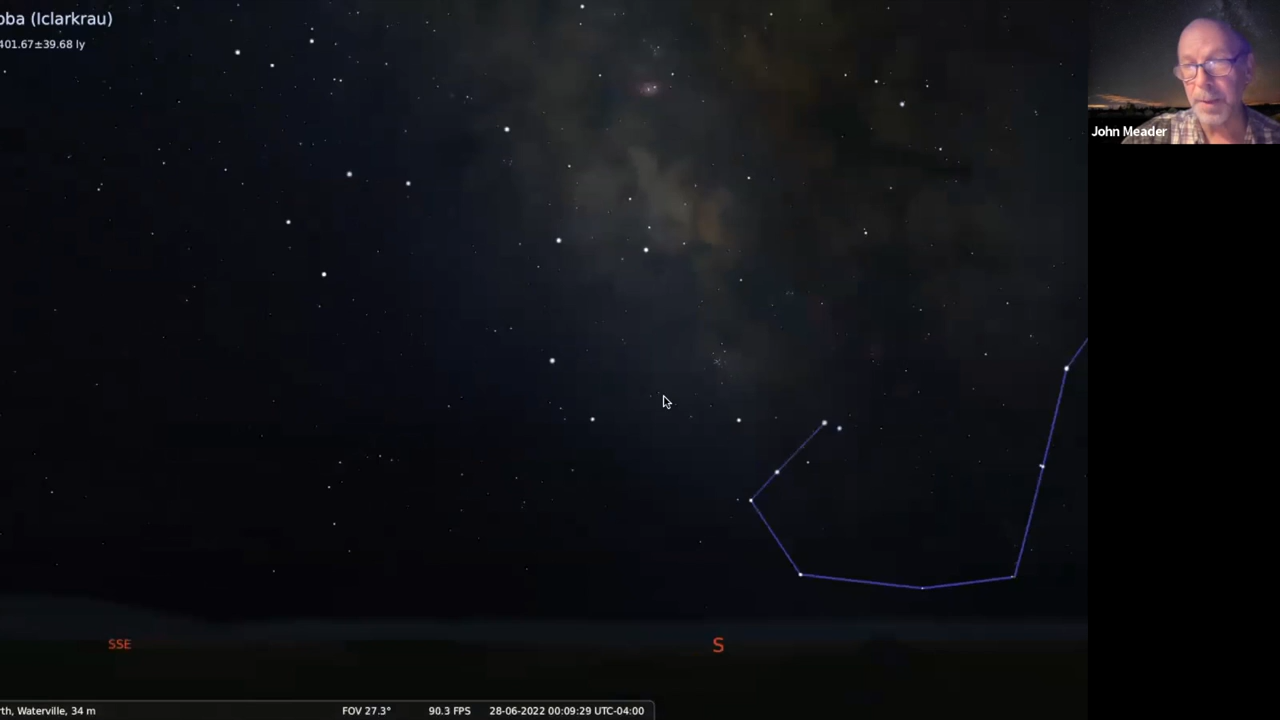 oba (Iclarkrau)
401.67±39.68 ly
John Meader
SSE
S
rth, Waterville, 34 m
FOV 27.3°
90.3 FPS
28-06-2022 00:09:29 UTC-04:00